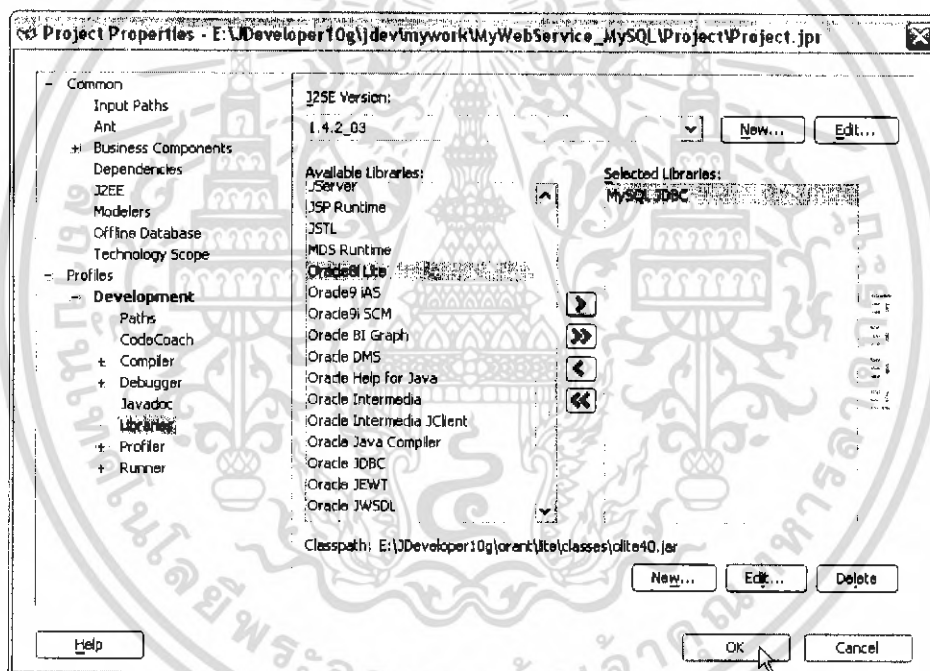 Project Properties - E:\JDeveloper10g\jdev\mywork\MyWebService_MySQL\Project\Project.jpr
Common
Input Paths
Ant
Business Components
Dependencies
J2EE
Modelers
Offline Database
Technology Scope
Profiles
Development
Paths
CodeCoach
Compiler
Debugger
Javadoc
Libraries
Profiler
Runner
J2SE Version:
1.4.2_03
New... Edit...
Available Libraries:
JServer
JSP Runtime
JSTL
MDS Runtime
Oracle8i Lite
Oracle9 iAS
Oracle9i SCM
Oracle BI Graph
Oracle DMS
Oracle Help for Java
Oracle Intermedia
Oracle Intermedia JClient
Oracle Java Compiler
Oracle JDBC
Oracle JEWT
Oracle JWSDL
Selected Libraries:
MySQL JDBC
Classpath: E:\JDeveloper10g\orant\lite\classes\olite40.jar
New... Edit... Delete
Help OK Cancel